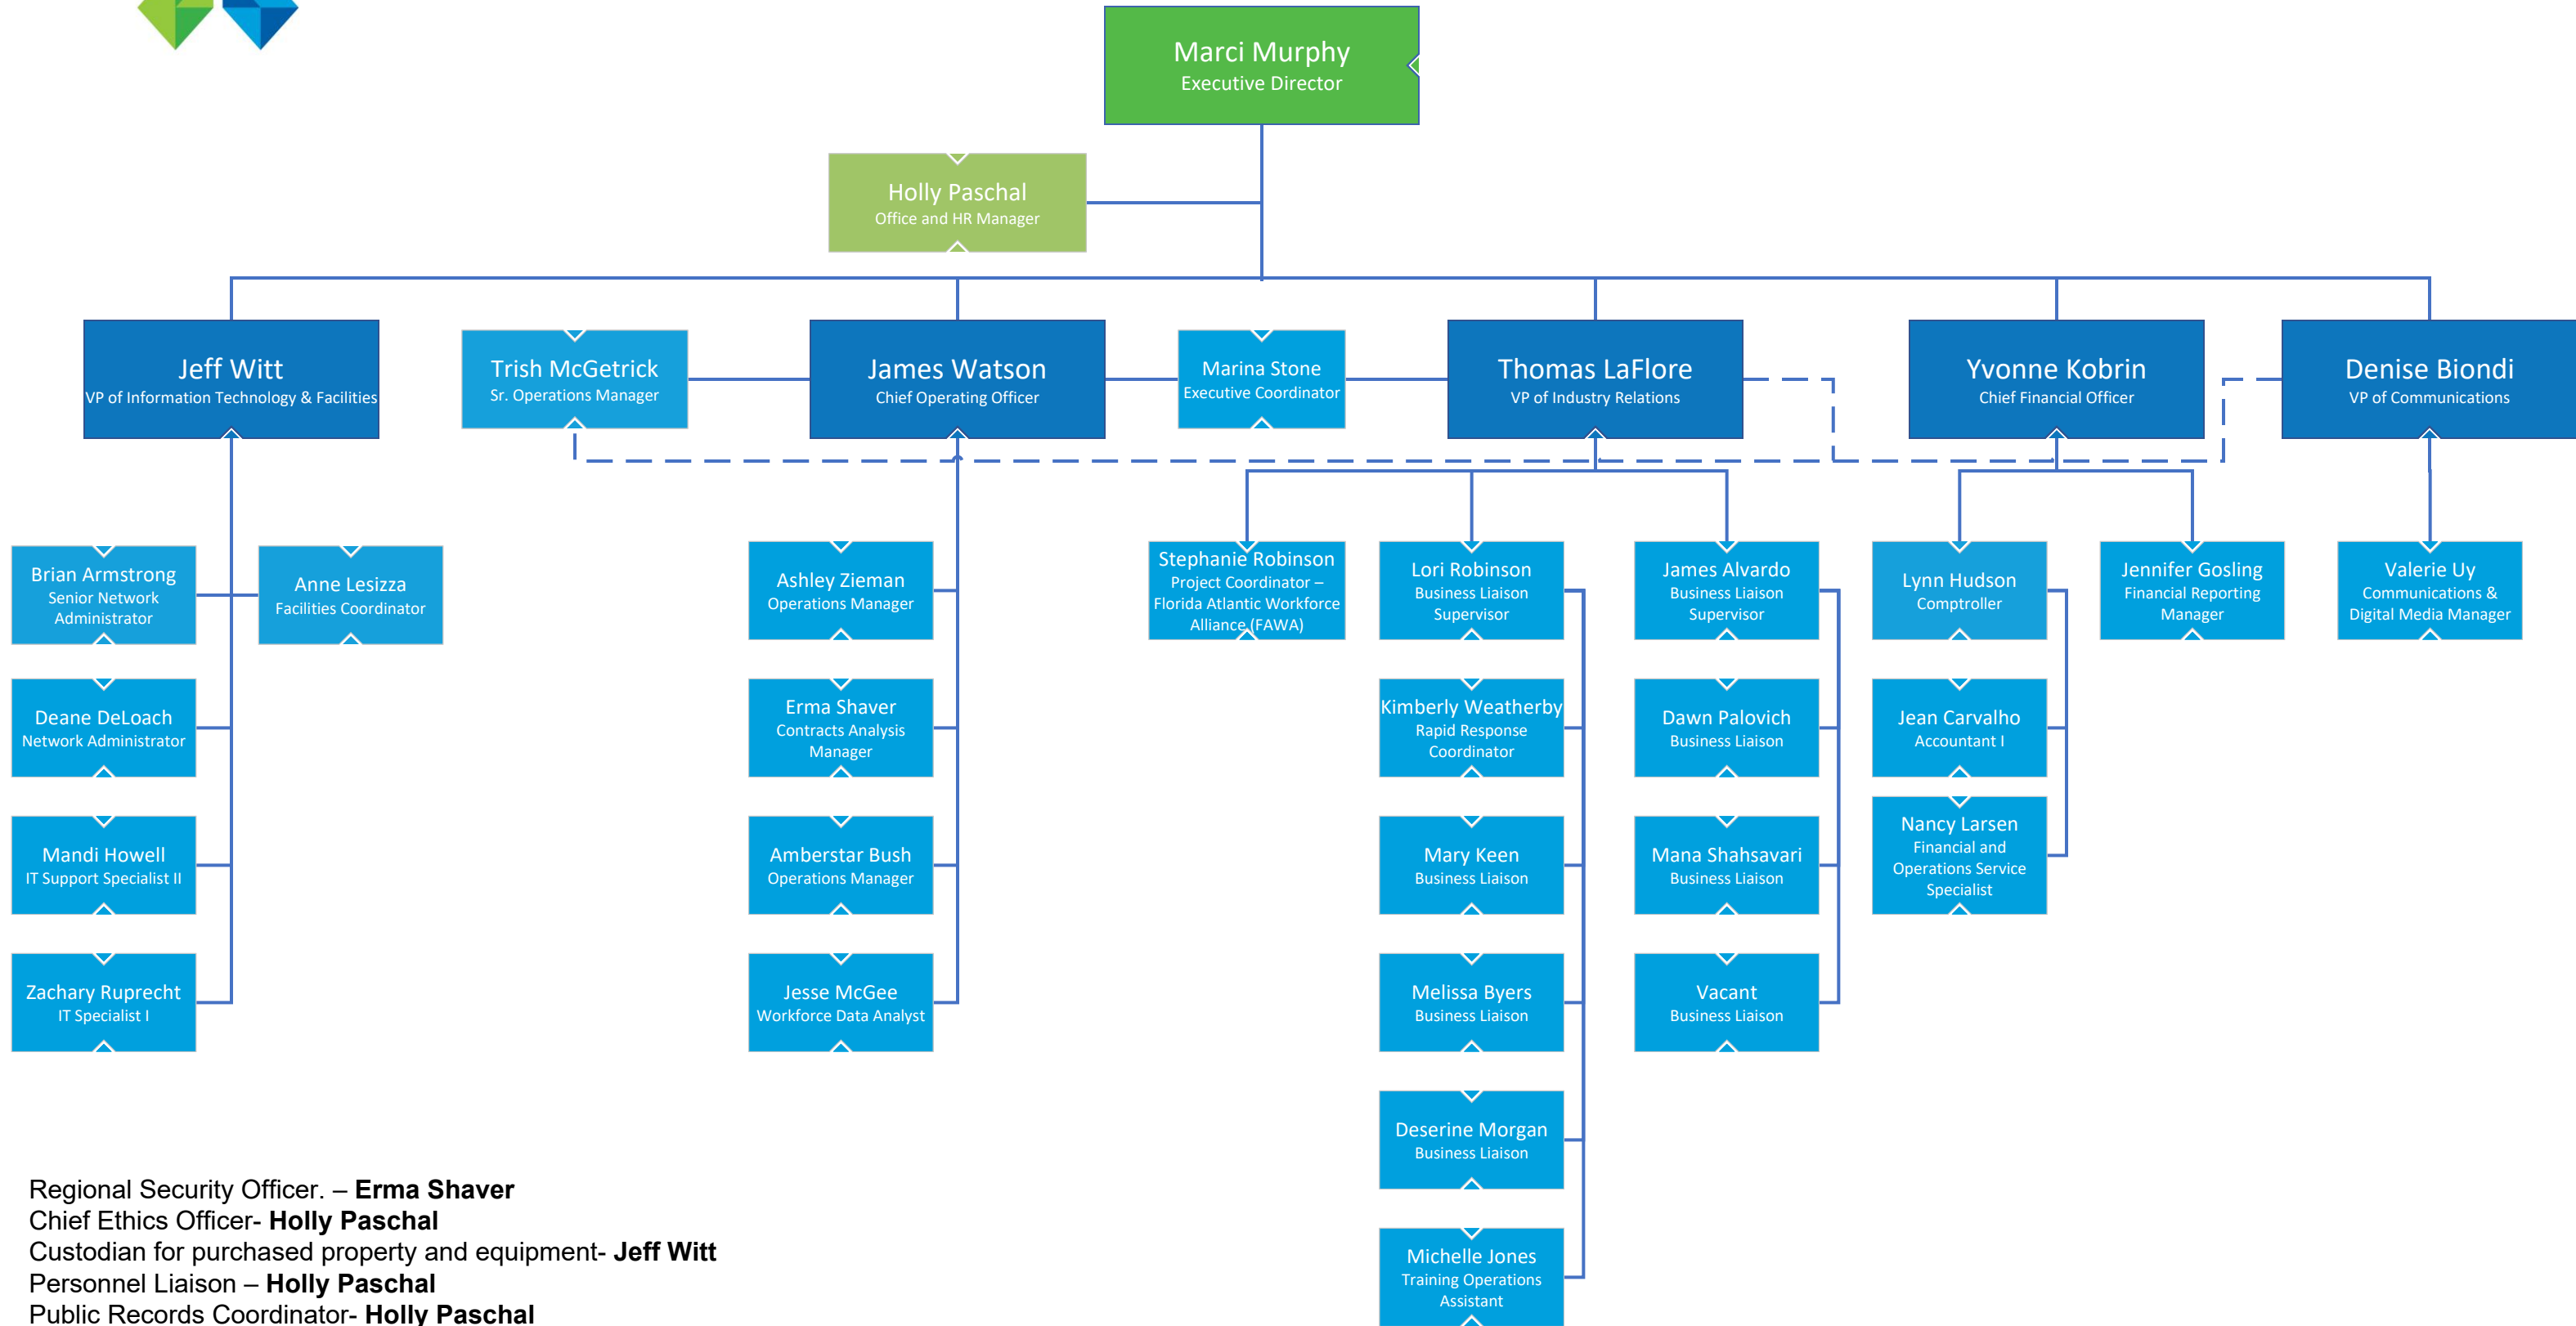 Marci Murphy
Executive Director
Holly Paschal
Office and HR Manager
Jeff Witt
VP of Information Technology & Facilities
Trish McGetrick
Sr. Operations Manager
James Watson
Chief Operating Officer
Marina Stone
Executive Coordinator
Thomas LaFlore
VP of Industry Relations
Yvonne Kobrin
Chief Financial Officer
Denise Biondi
VP of Communications
Brian Armstrong
Senior Network
Administrator
Anne Lesizza
Facilities Coordinator
Deane DeLoach
Network Administrator
Mandi Howell
IT Support Specialist II
Zachary Ruprecht
IT Specialist I
Ashley Zieman
Operations Manager
Erma Shaver
Contracts Analysis
Manager
Amberstar Bush
Operations Manager
Jesse McGee
Workforce Data Analyst
Stephanie Robinson
Project Coordinator –
Florida Atlantic Workforce
Alliance (FAWA)
Lori Robinson
Business Liaison
Supervisor
Kimberly Weatherby
Rapid Response
Coordinator
Mary Keen
Business Liaison
Melissa Byers
Business Liaison
Deserine Morgan
Business Liaison
Michelle Jones
Training Operations
Assistant
James Alvardo
Business Liaison
Supervisor
Dawn Palovich
Business Liaison
Mana Shahsavari
Business Liaison
Vacant
Business Liaison
Lynn Hudson
Comptroller
Jean Carvalho
Accountant I
Nancy Larsen
Financial and
Operations Service
Specialist
Jennifer Gosling
Financial Reporting
Manager
Valerie Uy
Communications &
Digital Media Manager
Regional Security Officer. – Erma Shaver
Chief Ethics Officer- Holly Paschal
Custodian for purchased property and equipment- Jeff Witt
Personnel Liaison – Holly Paschal
Public Records Coordinator- Holly Paschal